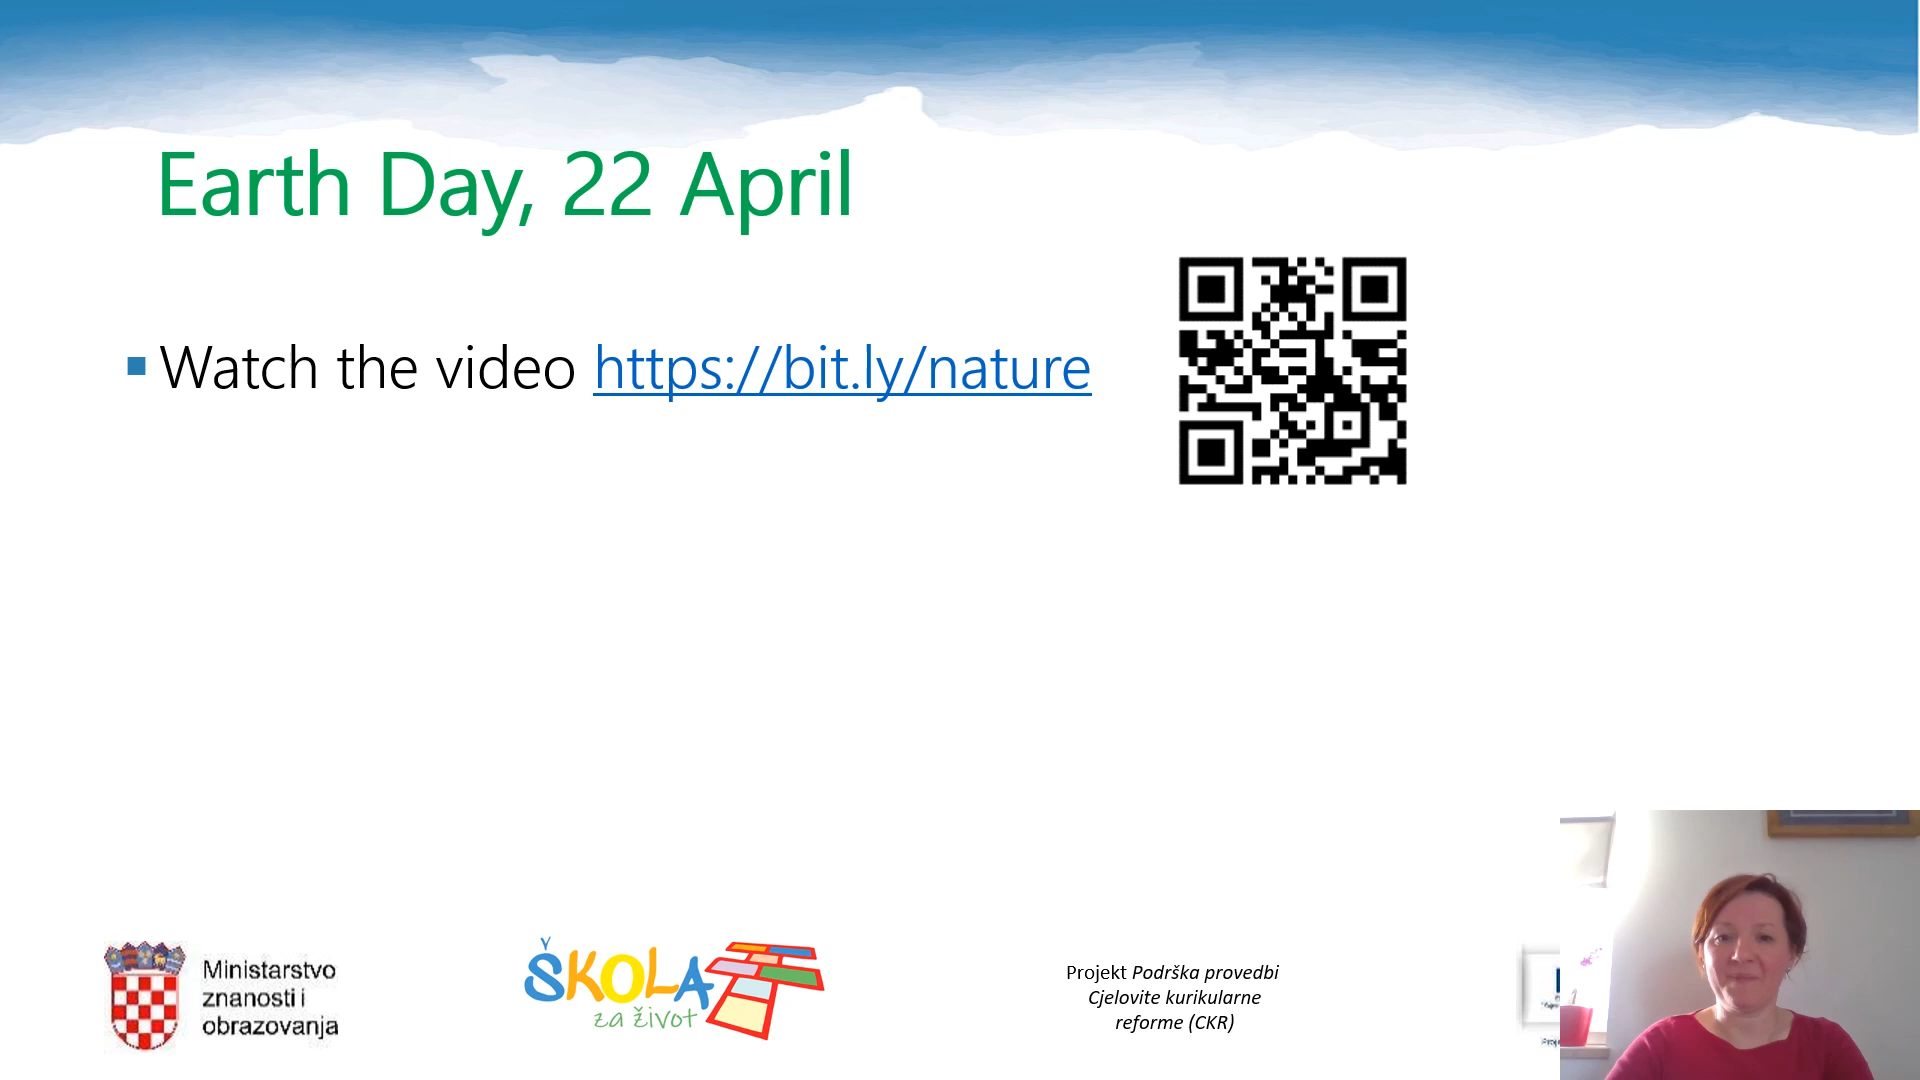 Earth Day, 22 April
Watch the video https://bit.ly/nature
Ministarstvo
znanosti i
obrazovanja
ŠKOLA
za život
Projekt Podrška provedbi
Cjelovite kurikularne
reforme (CKR)